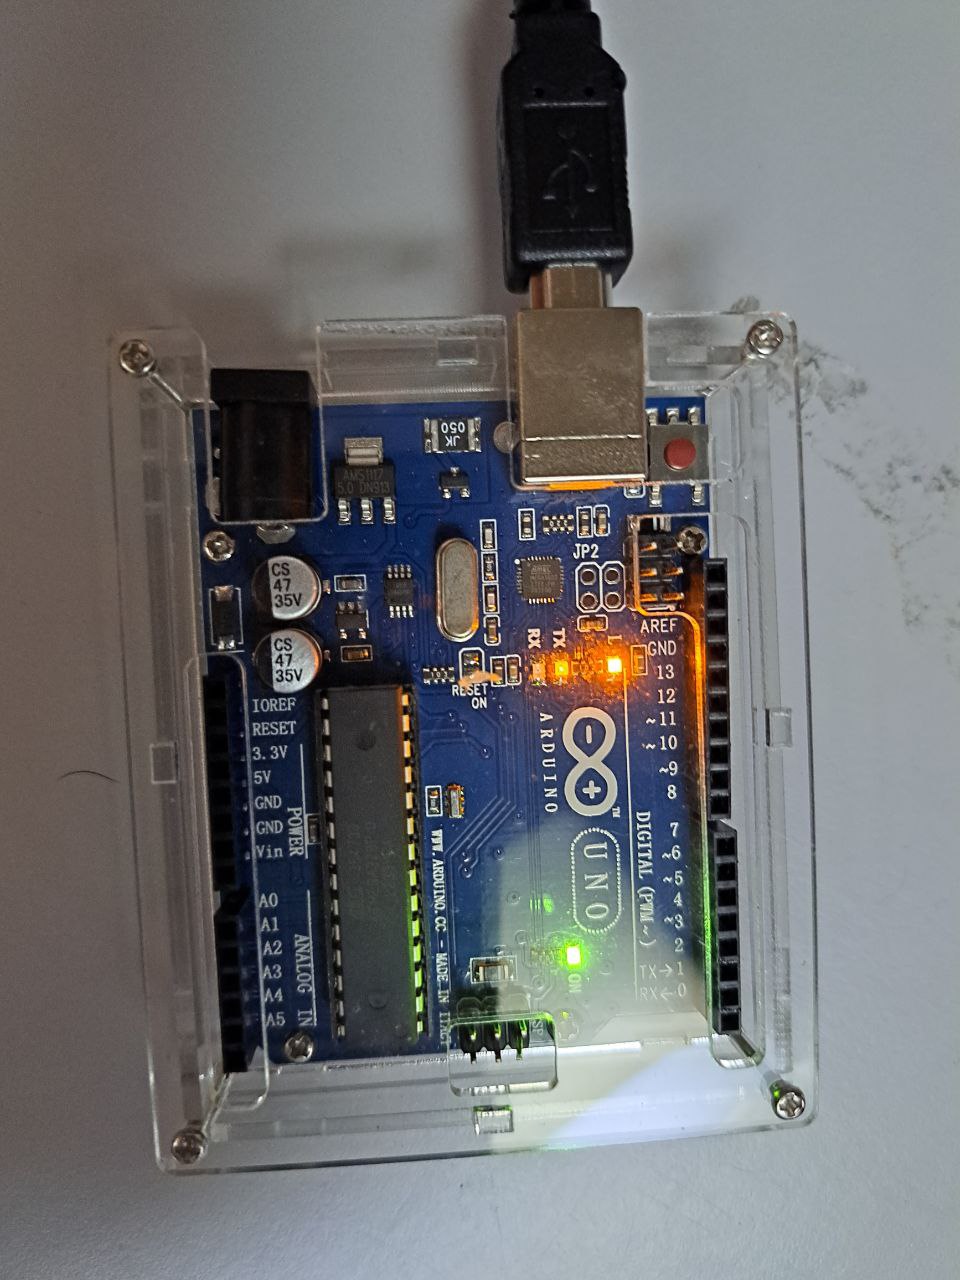 JK
050
AMS1117
5.0 DN913
CS
47
35V
CS
47
35V
JP2
RX
TX
L
RESET
ON
103
AREF
GND
13
12
~11
~10
~9
8
7
~6
~5
4
~3
2
TX→1
RX←0
DIGITAL (PWM~)
IOREF
RESET
3.3V
5V
GND
GND
Vin
POWER
A0
A1
A2
A3
A4
A5
ANALOG IN
ARDUINO
TM
UNO
WWW.ARDUINO.CC - MADE IN ITALY
ON